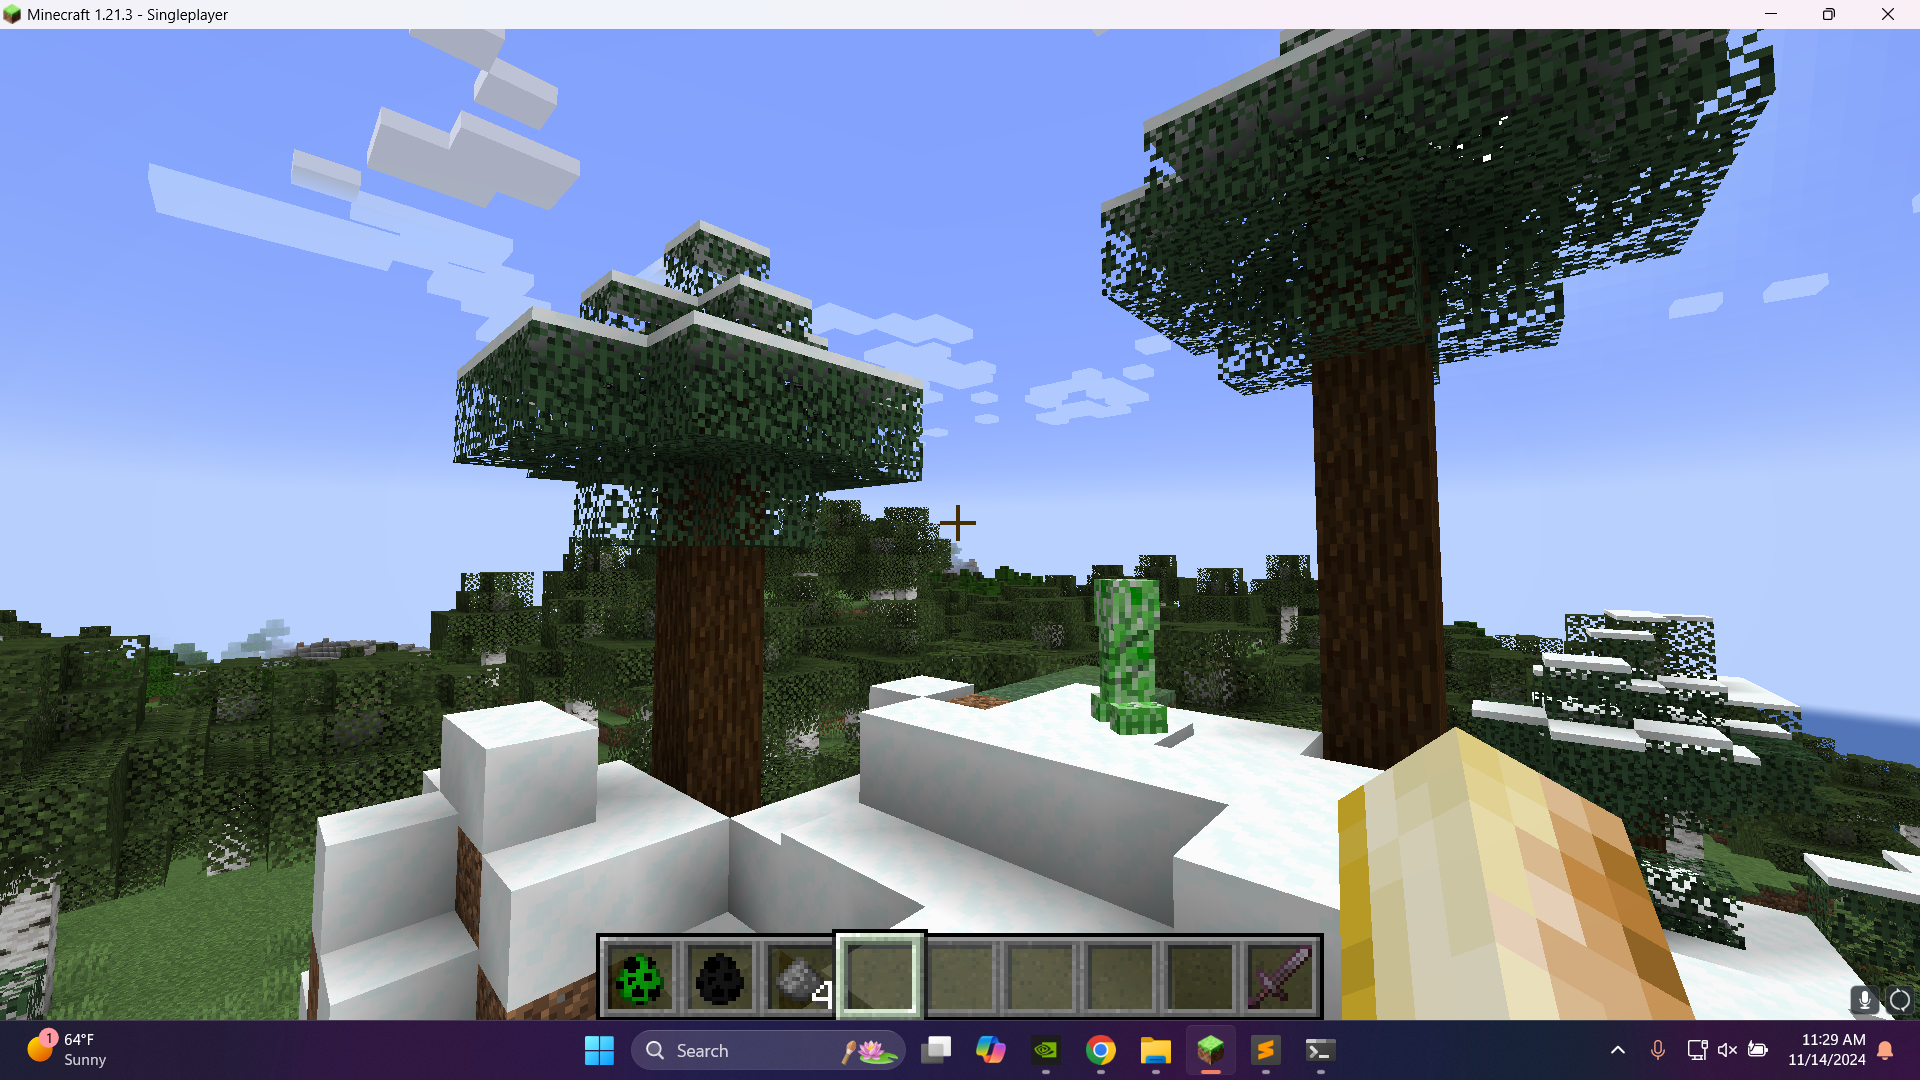 Minecraft 1.21.3 - Singleplayer
4
1
64°F
Sunny
Search
11:29 AM
11/14/2024